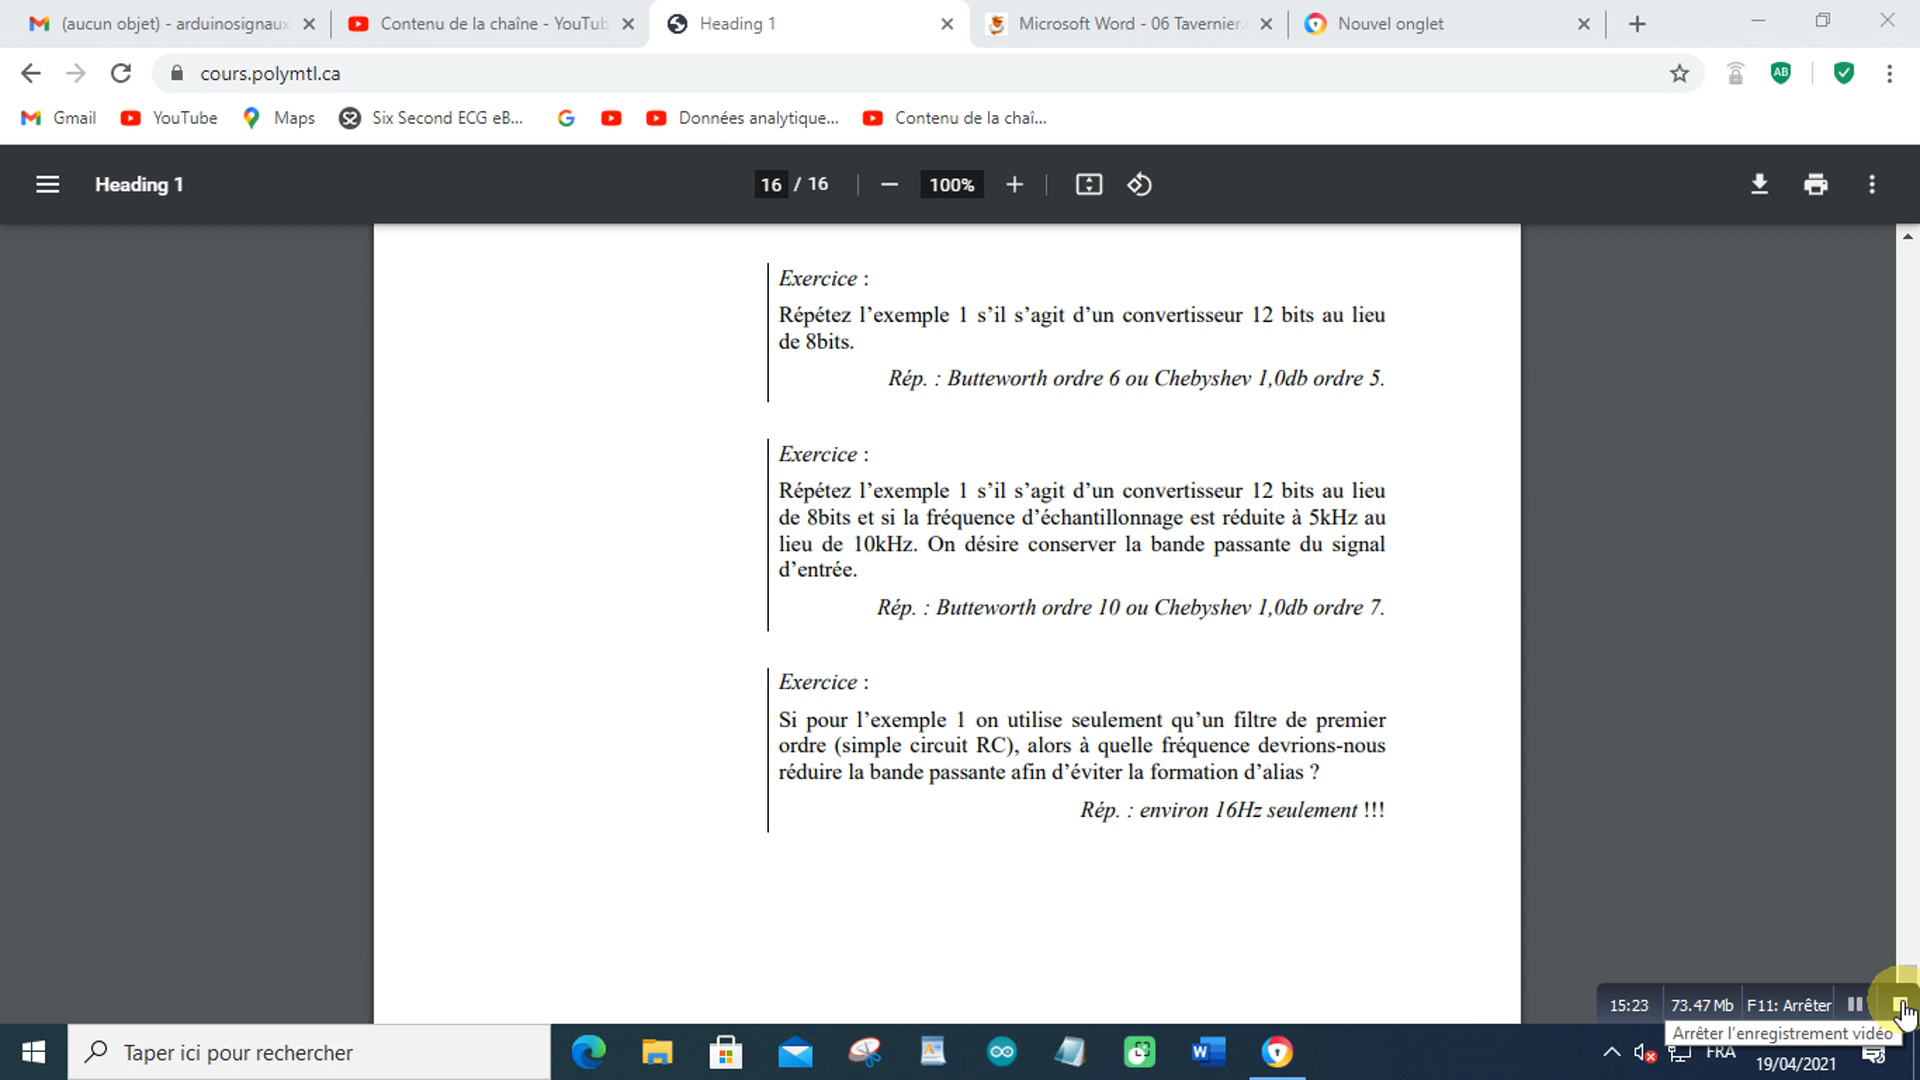 (aucun objet) - arduinosignaux
Contenu de la chaîne - YouTub
Heading 1
Microsoft Word - 06 Tavernier.
Nouvel onglet
cours.polymtl.ca
AB
Gmail
YouTube
Maps
Six Second ECG eB...
Données analytique...
Contenu de la chaî...
Heading 1
16 / 16
100%
Exercice :
Répétez l’exemple 1 s’il s’agit d’un convertisseur 12 bits au lieu
de 8bits.
Rép. : Butteworth ordre 6 ou Chebyshev 1,0db ordre 5.
Exercice :
Répétez l’exemple 1 s’il s’agit d’un convertisseur 12 bits au lieu
de 8bits et si la fréquence d’échantillonnage est réduite à 5kHz au
lieu de 10kHz. On désire conserver la bande passante du signal
d’entrée.
Rép. : Butteworth ordre 10 ou Chebyshev 1,0db ordre 7.
Exercice :
Si pour l’exemple 1 on utilise seulement qu’un filtre de premier
ordre (simple circuit RC), alors à quelle fréquence devrions-nous
réduire la bande passante afin d’éviter la formation d’alias ?
Rép. : environ 16Hz seulement !!!
15:23
73.47 Mb
F11: Arrêter
Arrêter l’enregistrement vidéo
Taper ici pour rechercher
FRA
19/04/2021